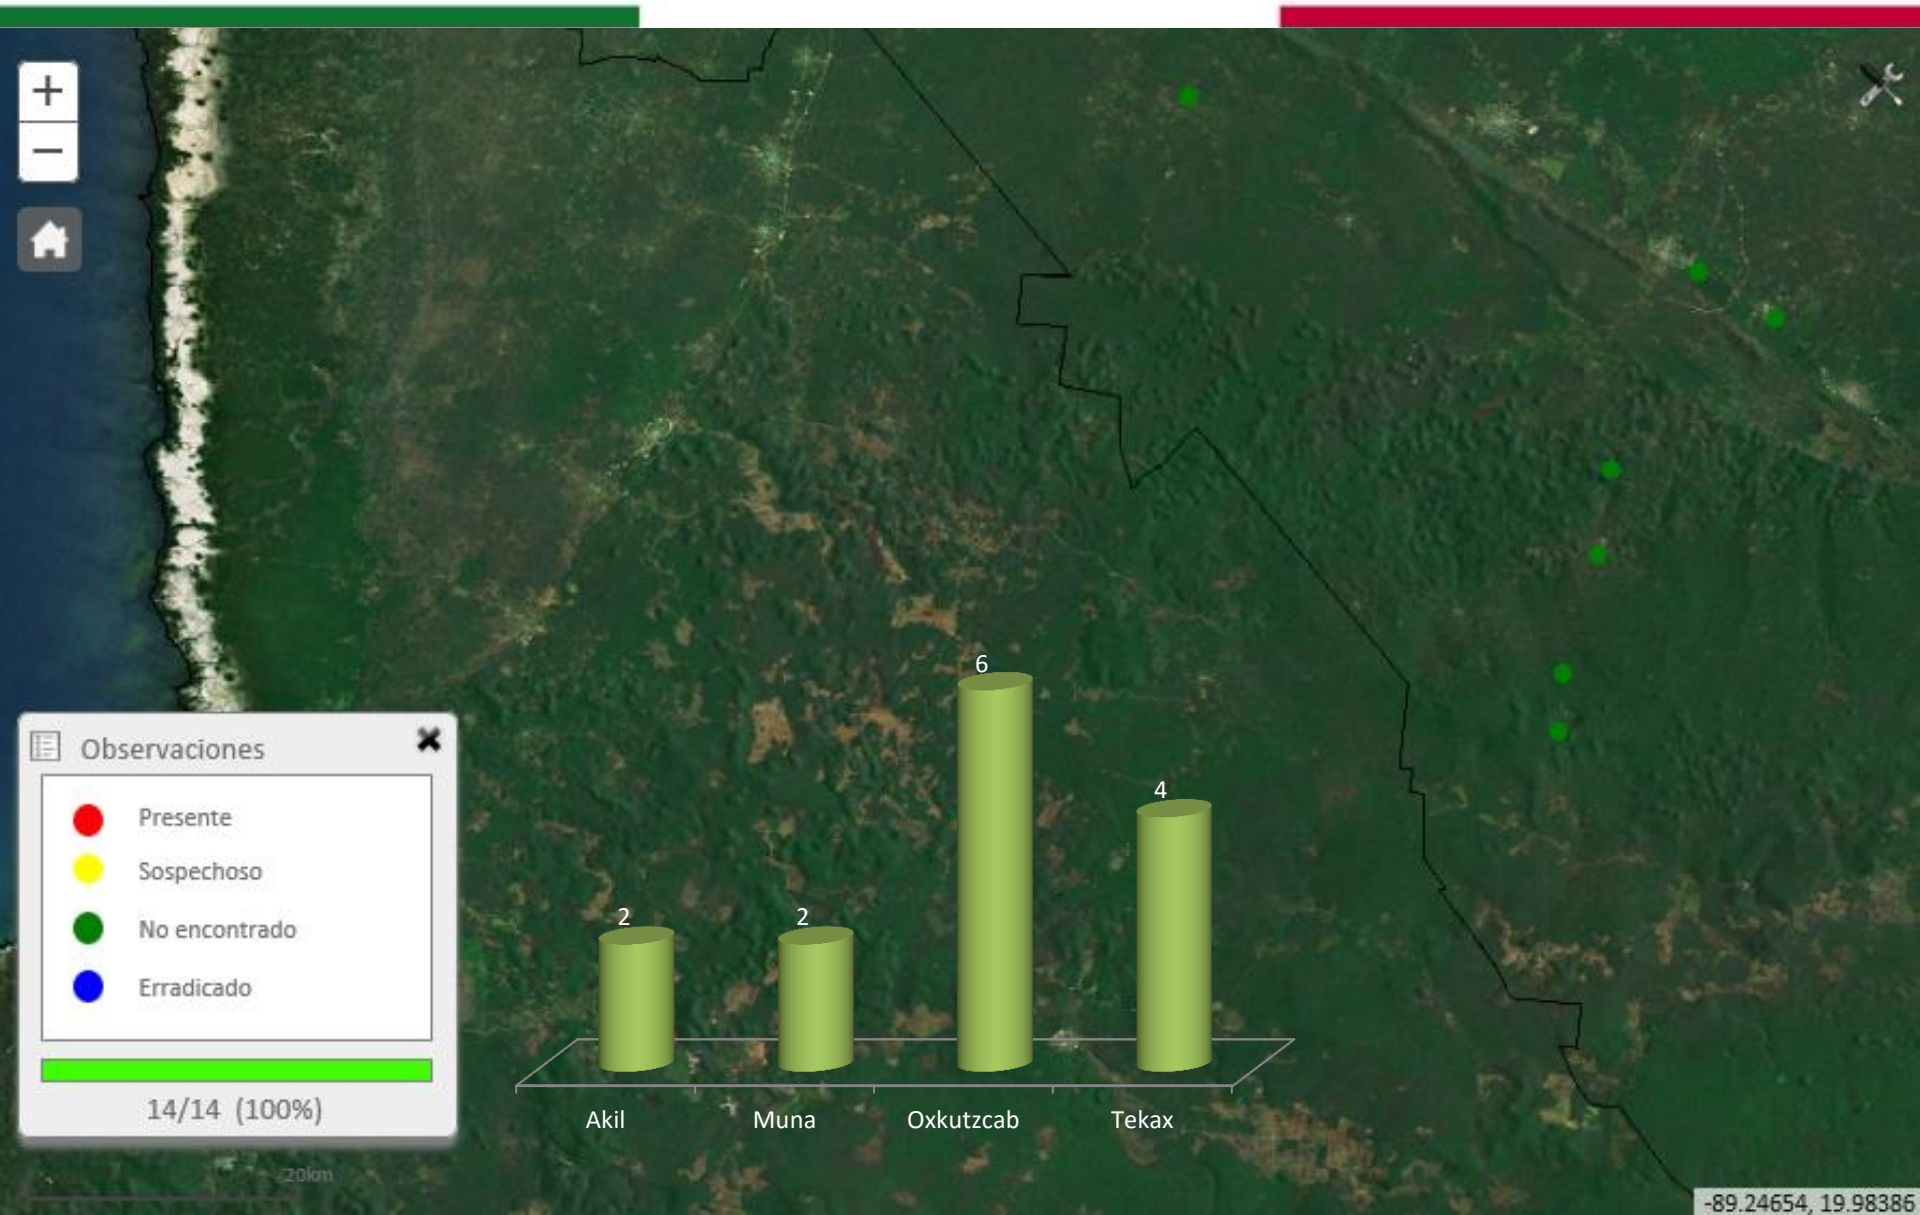 +
−
Observaciones
Presente
Sospechoso
No encontrado
Erradicado
14/14 (100%)
2
2
6
4
Akil
Muna
Oxkutzcab
Tekax
20km
-89.24654, 19.98386